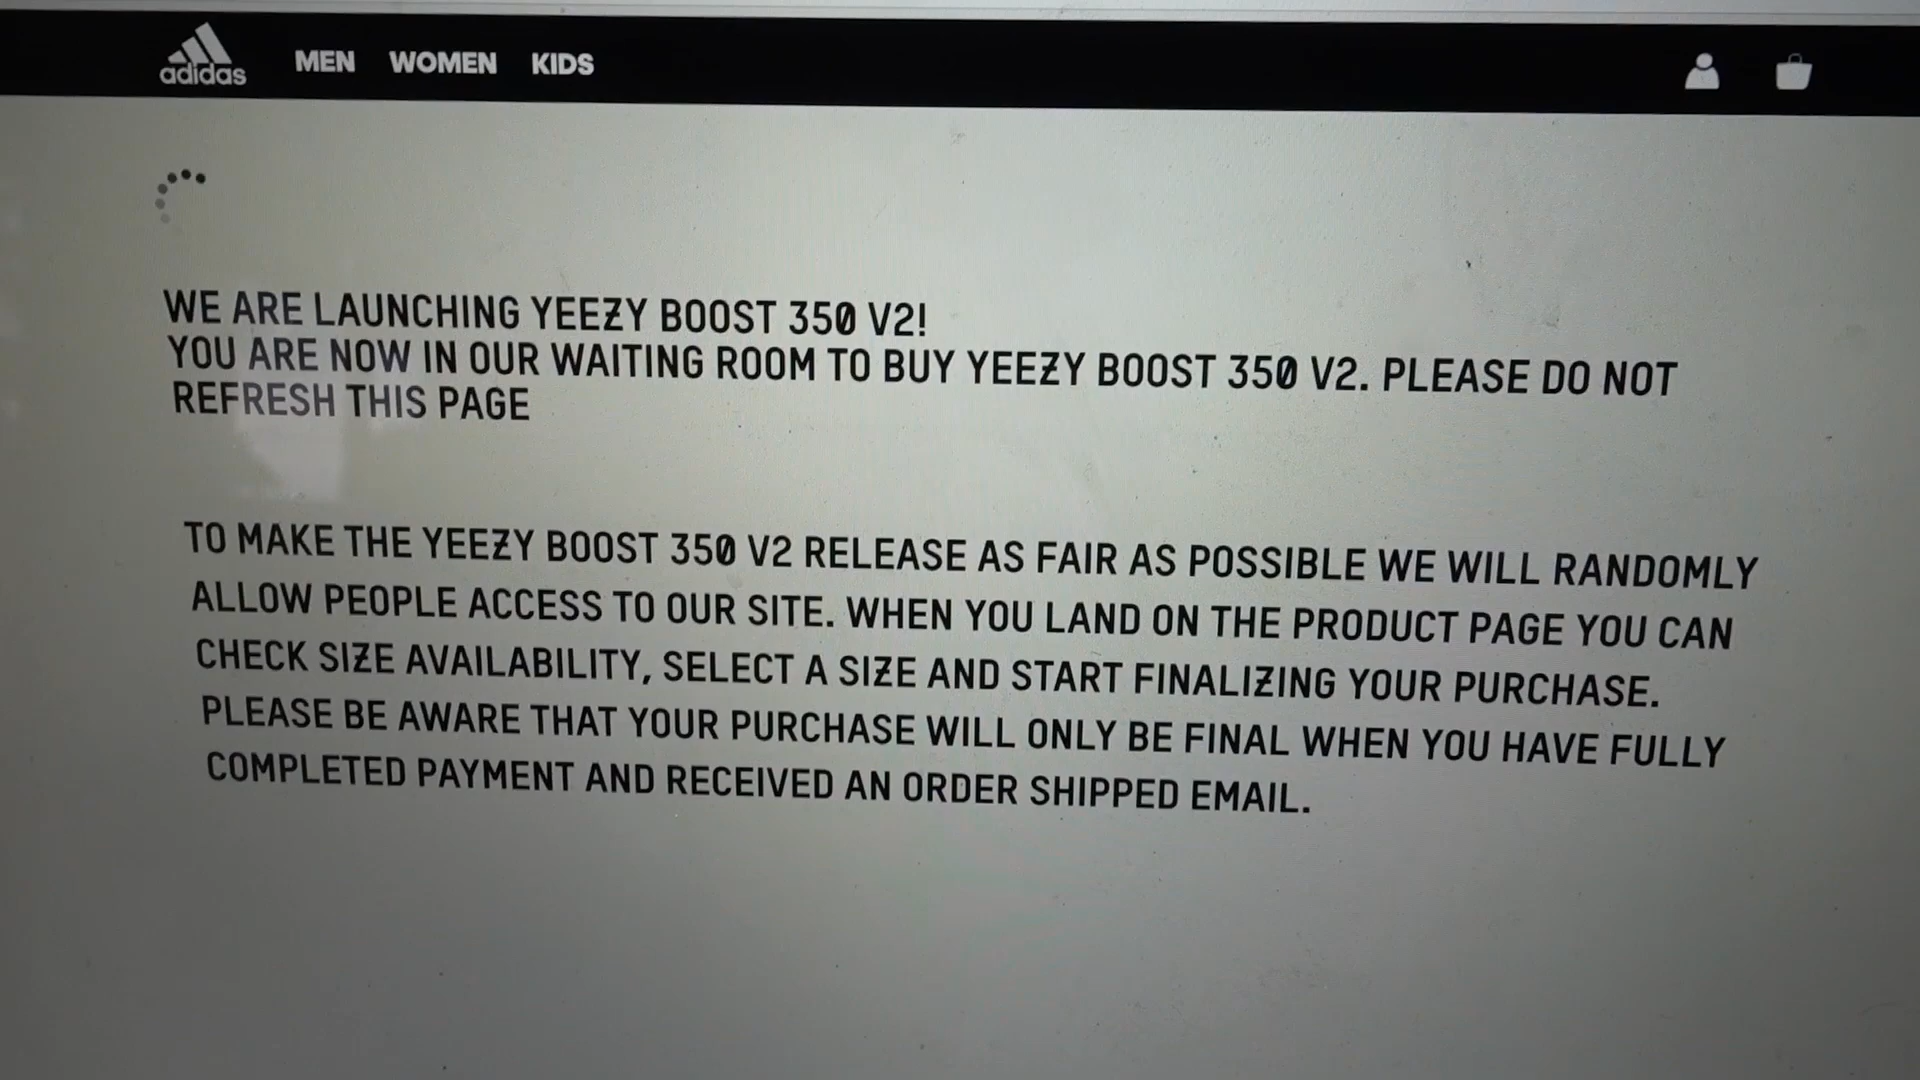 adidas MEN WOMEN KIDS
WE ARE LAUNCHING YEEZY BOOST 350 V2!
YOU ARE NOW IN OUR WAITING ROOM TO BUY YEEZY BOOST 350 V2. PLEASE DO NOT
REFRESH THIS PAGE
TO MAKE THE YEEZY BOOST 350 V2 RELEASE AS FAIR AS POSSIBLE WE WILL RANDOMLY
ALLOW PEOPLE ACCESS TO OUR SITE. WHEN YOU LAND ON THE PRODUCT PAGE YOU CAN
CHECK SIZE AVAILABILITY, SELECT A SIZE AND START FINALIZING YOUR PURCHASE.
PLEASE BE AWARE THAT YOUR PURCHASE WILL ONLY BE FINAL WHEN YOU HAVE FULLY
COMPLETED PAYMENT AND RECEIVED AN ORDER SHIPPED EMAIL.